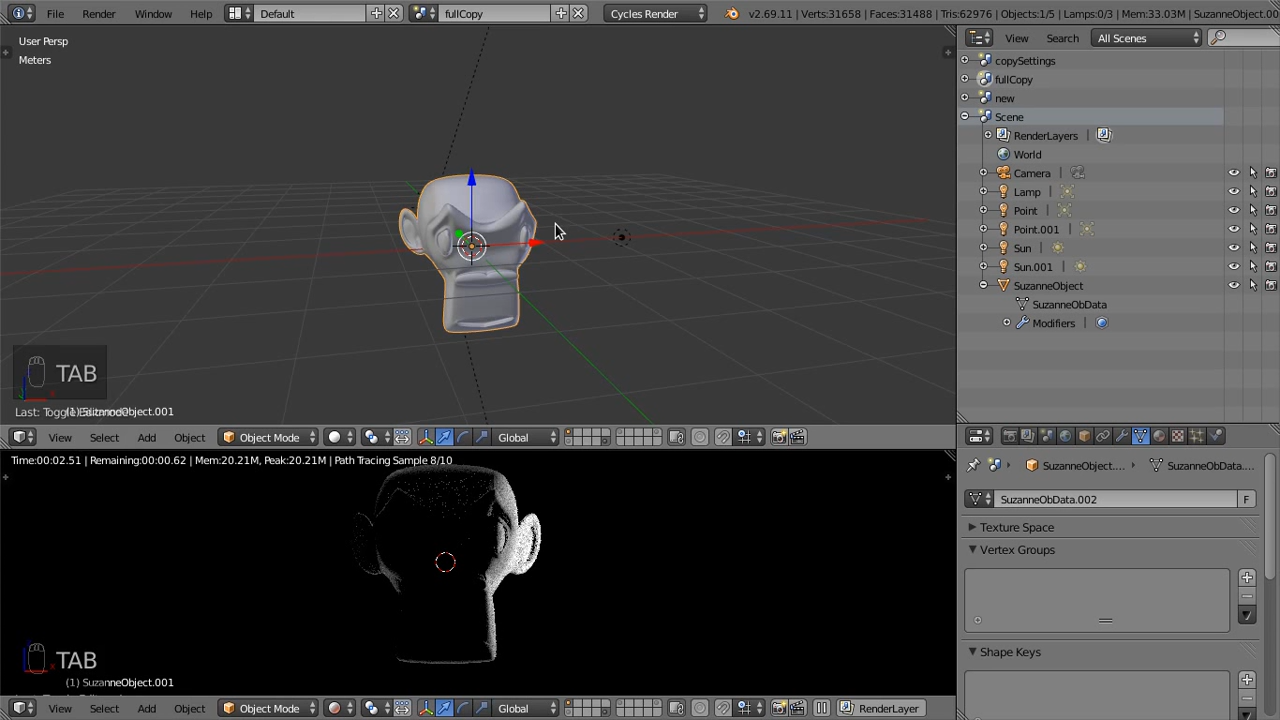 File Render Window Help Default fullCopy Cycles Render v2.69.11 | Verts:31658 | Faces:31488 | Tris:62976 | Objects:1/5 | Lamps:0/3 | Mem:33.03M | SuzanneObject.00
User Persp
Meters
TAB
(1) SuzanneObject.001
View Select Add Object Object Mode Global
Time:00:02.51 | Remaining:00:00.62 | Mem:20.21M, Peak:20.21M | Path Tracing Sample 8/10
TAB
(1) SuzanneObject.001
View Select Add Object Object Mode Global RenderLayer
View Search All Scenes
copySettings
fullCopy
new
Scene
RenderLayers
World
Camera
Lamp
Point
Point.001
Sun
Sun.001
SuzanneObject
SuzanneObData
Modifiers
SuzanneObject.... SuzanneObData....
SuzanneObData.002 F
Texture Space
Vertex Groups
Shape Keys